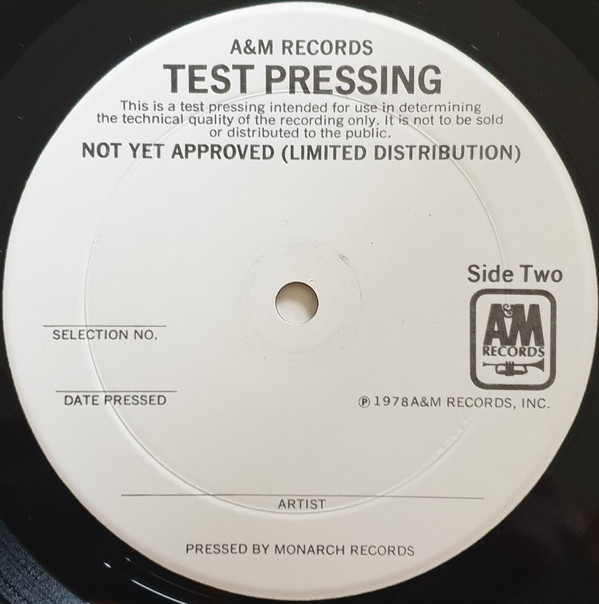 A&M RECORDS
TEST PRESSING
This is a test pressing intended for use in determining
the technical quality of the recording only. It is not to be sold
or distributed to the public.
NOT YET APPROVED (LIMITED DISTRIBUTION)
Side Two
A&M
RECORDS
SELECTION NO.
DATE PRESSED
℗ 1978 A&M RECORDS, INC.
ARTIST
PRESSED BY MONARCH RECORDS